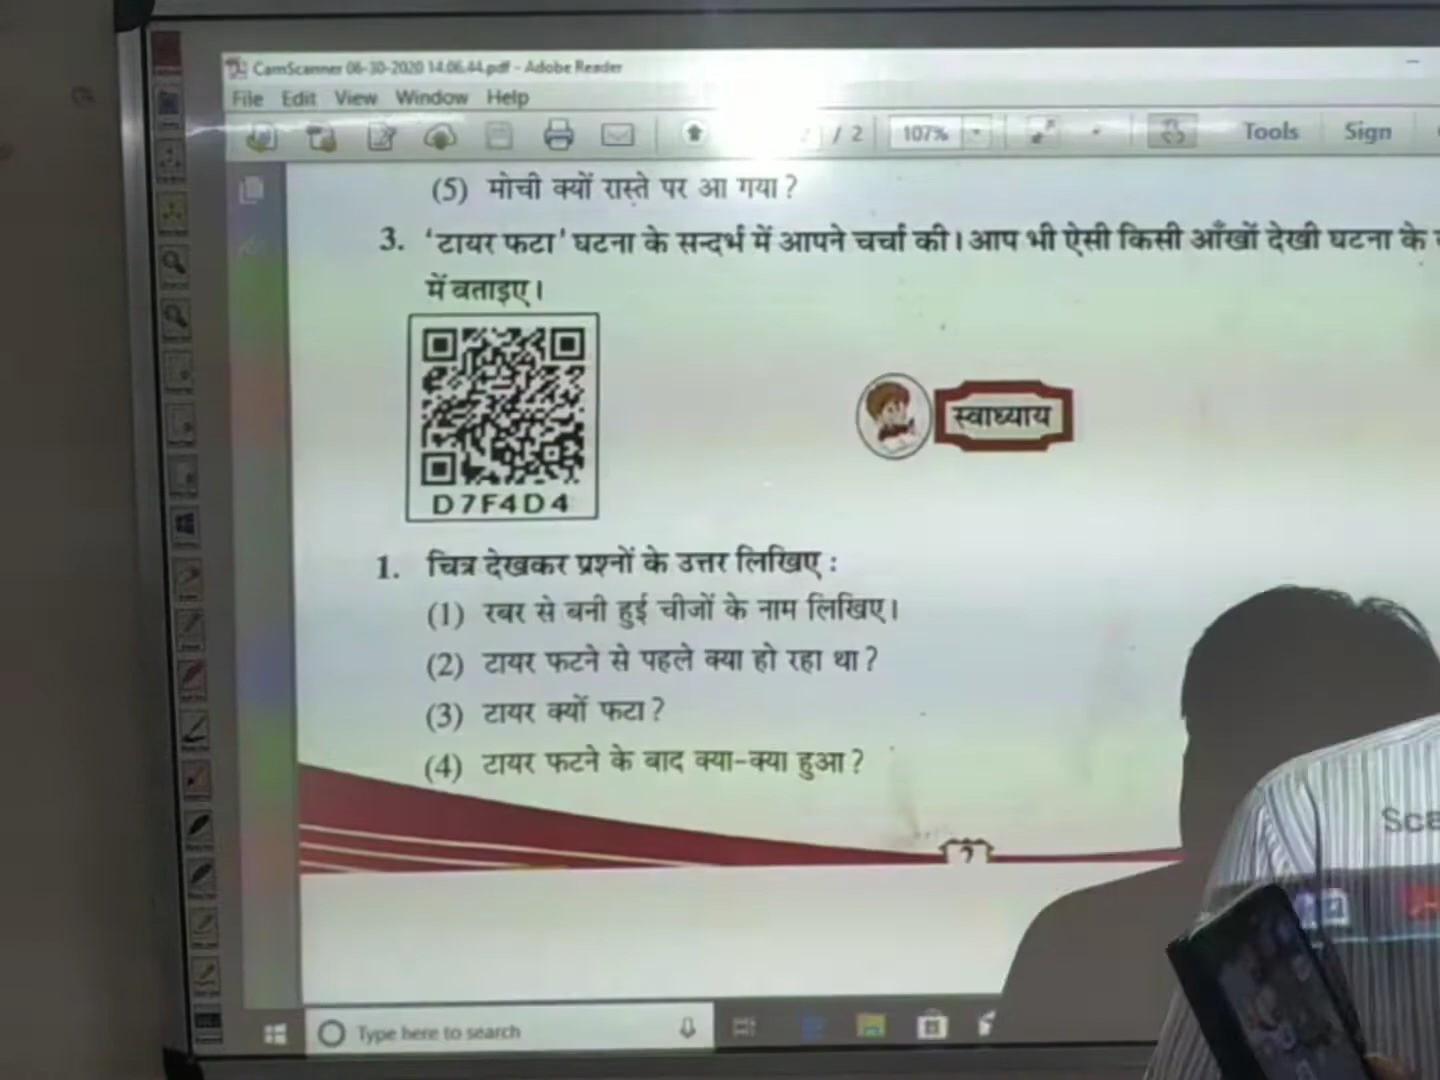 CamScanner 06-30-2020 14.06.44.pdf - Adobe Reader
File Edit View Window Help
/ 2 107% Tools Sign
(5) मोची क्यों रास्ते पर आ गया?
3. 'टायर फटा' घटना के सन्दर्भ में आपने चर्चा की। आप भी ऐसी किसी आँखों देखी घटना के
में बताइए।
D7F4D4
स्वाध्याय
1. चित्र देखकर प्रश्नों के उत्तर लिखिए :
(1) रबर से बनी हुई चीजों के नाम लिखिए।
(2) टायर फटने से पहले क्या हो रहा था?
(3) टायर क्यों फटा?
(4) टायर फटने के बाद क्या-क्या हुआ?
2
Type here to search